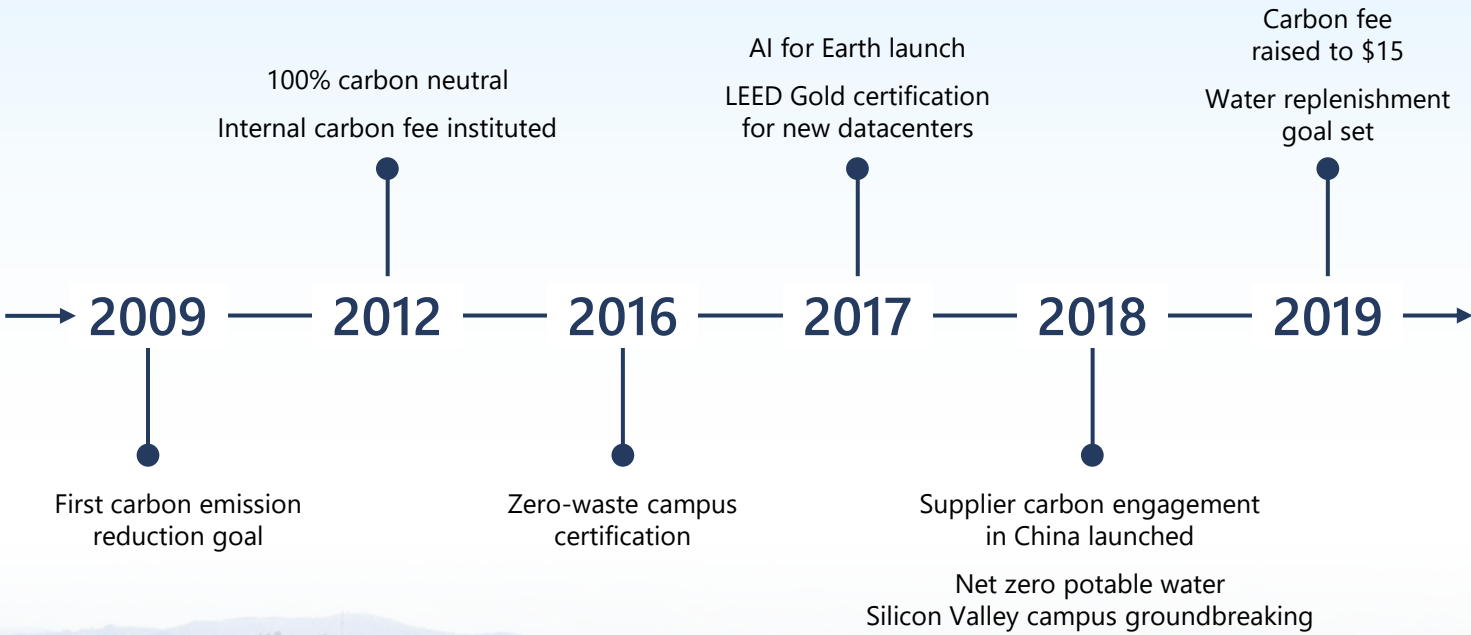 100% carbon neutral
Internal carbon fee instituted
AI for Earth launch
LEED Gold certification
for new datacenters
Carbon fee
raised to $15
Water replenishment
goal set
2009
2012
2016
2017
2018
2019
First carbon emission
reduction goal
Zero-waste campus
certification
Supplier carbon engagement
in China launched
Net zero potable water
Silicon Valley campus groundbreaking